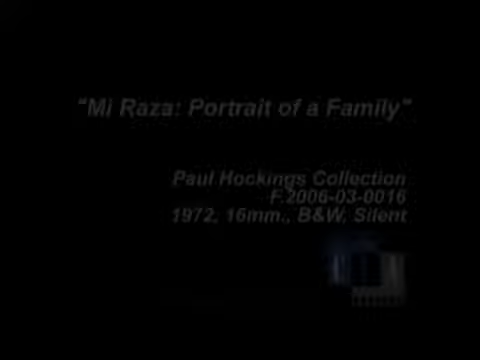 "Mi Raza: Portrait of a Family"
Paul Hockings Collection
F.2006-03-0016
1972, 16mm., B&W, Silent